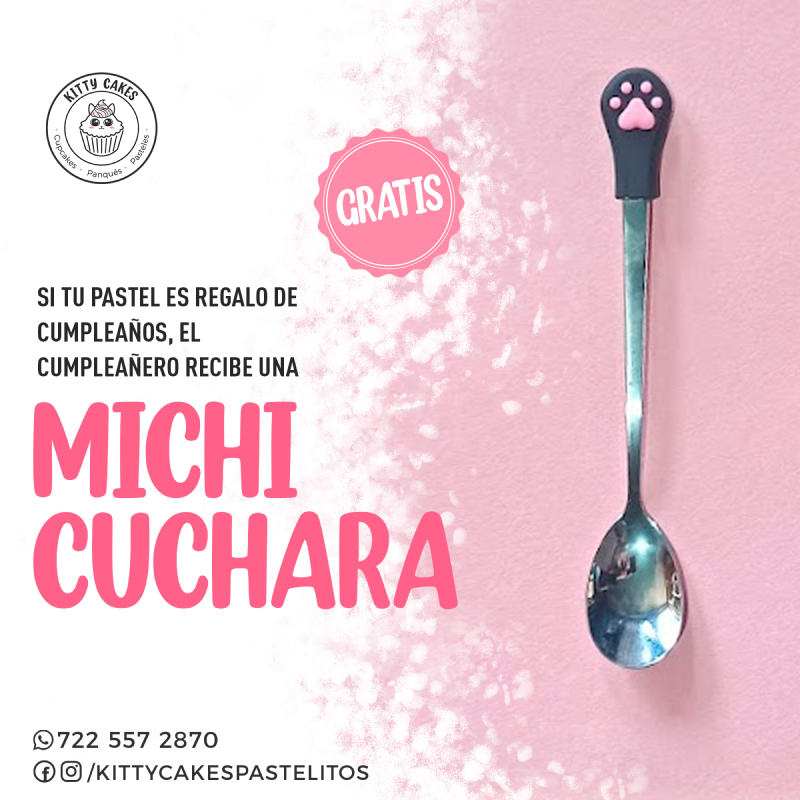 KITTY CAKES
· Cupcakes · Panqués · Pasteles ·
GRATIS
SI TU PASTEL ES REGALO DE
CUMPLEAÑOS, EL
CUMPLEAÑERO RECIBE UNA
MICHI
CUCHARA
722 557 2870
/KITTYCAKESPASTELITOS